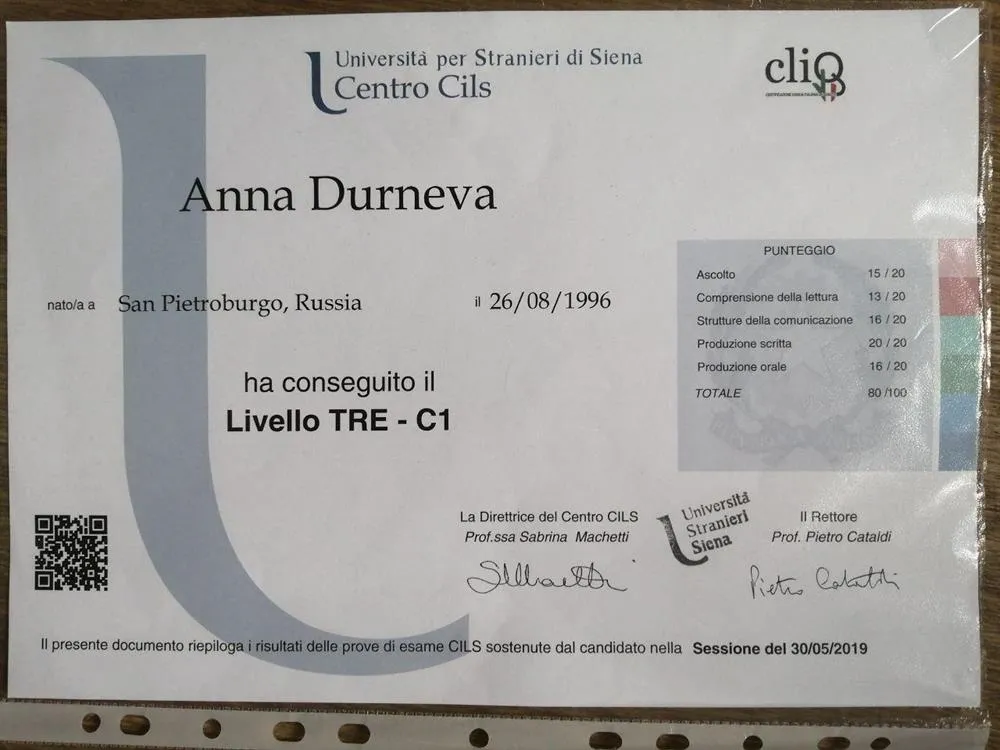 Università per Stranieri di Siena
Centro Cils
cliq
Anna Durneva
nato/a a San Pietroburgo, Russia il 26/08/1996
ha conseguito il
Livello TRE - C1
PUNTEGGIO
Ascolto 15 / 20
Comprensione della lettura 13 / 20
Strutture della comunicazione 16 / 20
Produzione scritta 20 / 20
Produzione orale 16 / 20
TOTALE 80 /100
La Direttrice del Centro CILS
Prof.ssa Sabrina Machetti
Università
Stranieri
Siena
Il Rettore
Prof. Pietro Cataldi
Pietro Cataldi
Il presente documento riepiloga i risultati delle prove di esame CILS sostenute dal candidato nella Sessione del 30/05/2019